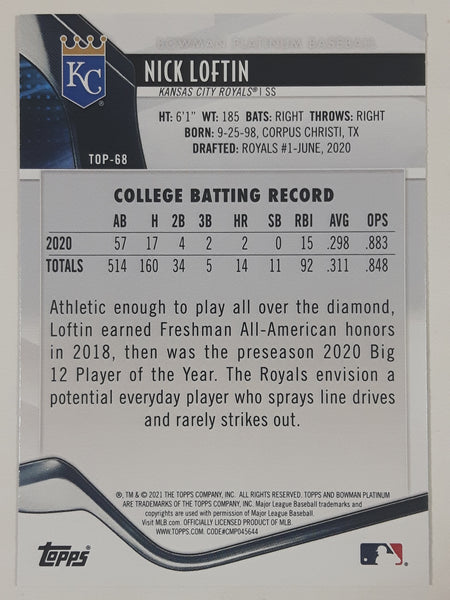 BOWMAN PLATINUM BASEBALL
KC
NICK LOFTIN
KANSAS CITY ROYALS® | SS
HT: 6'1" WT: 185 BATS: RIGHT THROWS: RIGHT
BORN: 9-25-98, CORPUS CHRISTI, TX
DRAFTED: ROYALS #1-JUNE, 2020
TOP-68
COLLEGE BATTING RECORD
AB H 2B 3B HR SB RBI AVG OPS
2020 57 17 4 2 2 0 15 .298 .883
TOTALS 514 160 34 5 14 11 92 .311 .848
Athletic enough to play all over the diamond,
Loftin earned Freshman All-American honors
in 2018, then was the preseason 2020 Big
12 Player of the Year. The Royals envision a
potential everyday player who sprays line drives
and rarely strikes out.
®, TM & © 2021 THE TOPPS COMPANY, INC. ALL RIGHTS RESERVED. TOPPS AND BOWMAN PLATINUM
ARE TRADEMARKS OF THE TOPPS COMPANY, INC. Major League Baseball trademarks and
copyrights are used with permission of Major League Baseball.
Visit MLB.com. OFFICIALLY LICENSED PRODUCT OF MLB.
WWW.TOPPS.COM. CODE#CMP045644
Topps